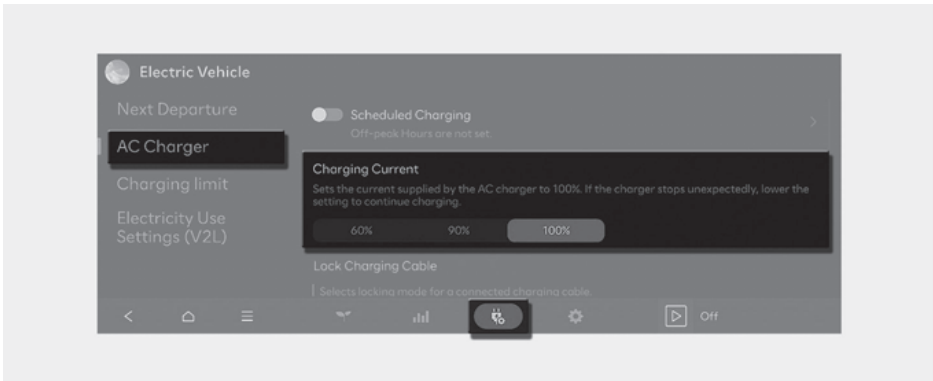 Electric Vehicle
Next Departure
AC Charger
Charging limit
Electricity Use
Settings (V2L)
Scheduled Charging
Off-peak Hours are not set.
Charging Current
Sets the current supplied by the AC charger to 100%. If the charger stops unexpectedly, lower the
setting to continue charging.
60% 90% 100%
Lock Charging Cable
Selects locking mode for a connected charging cable.
Off